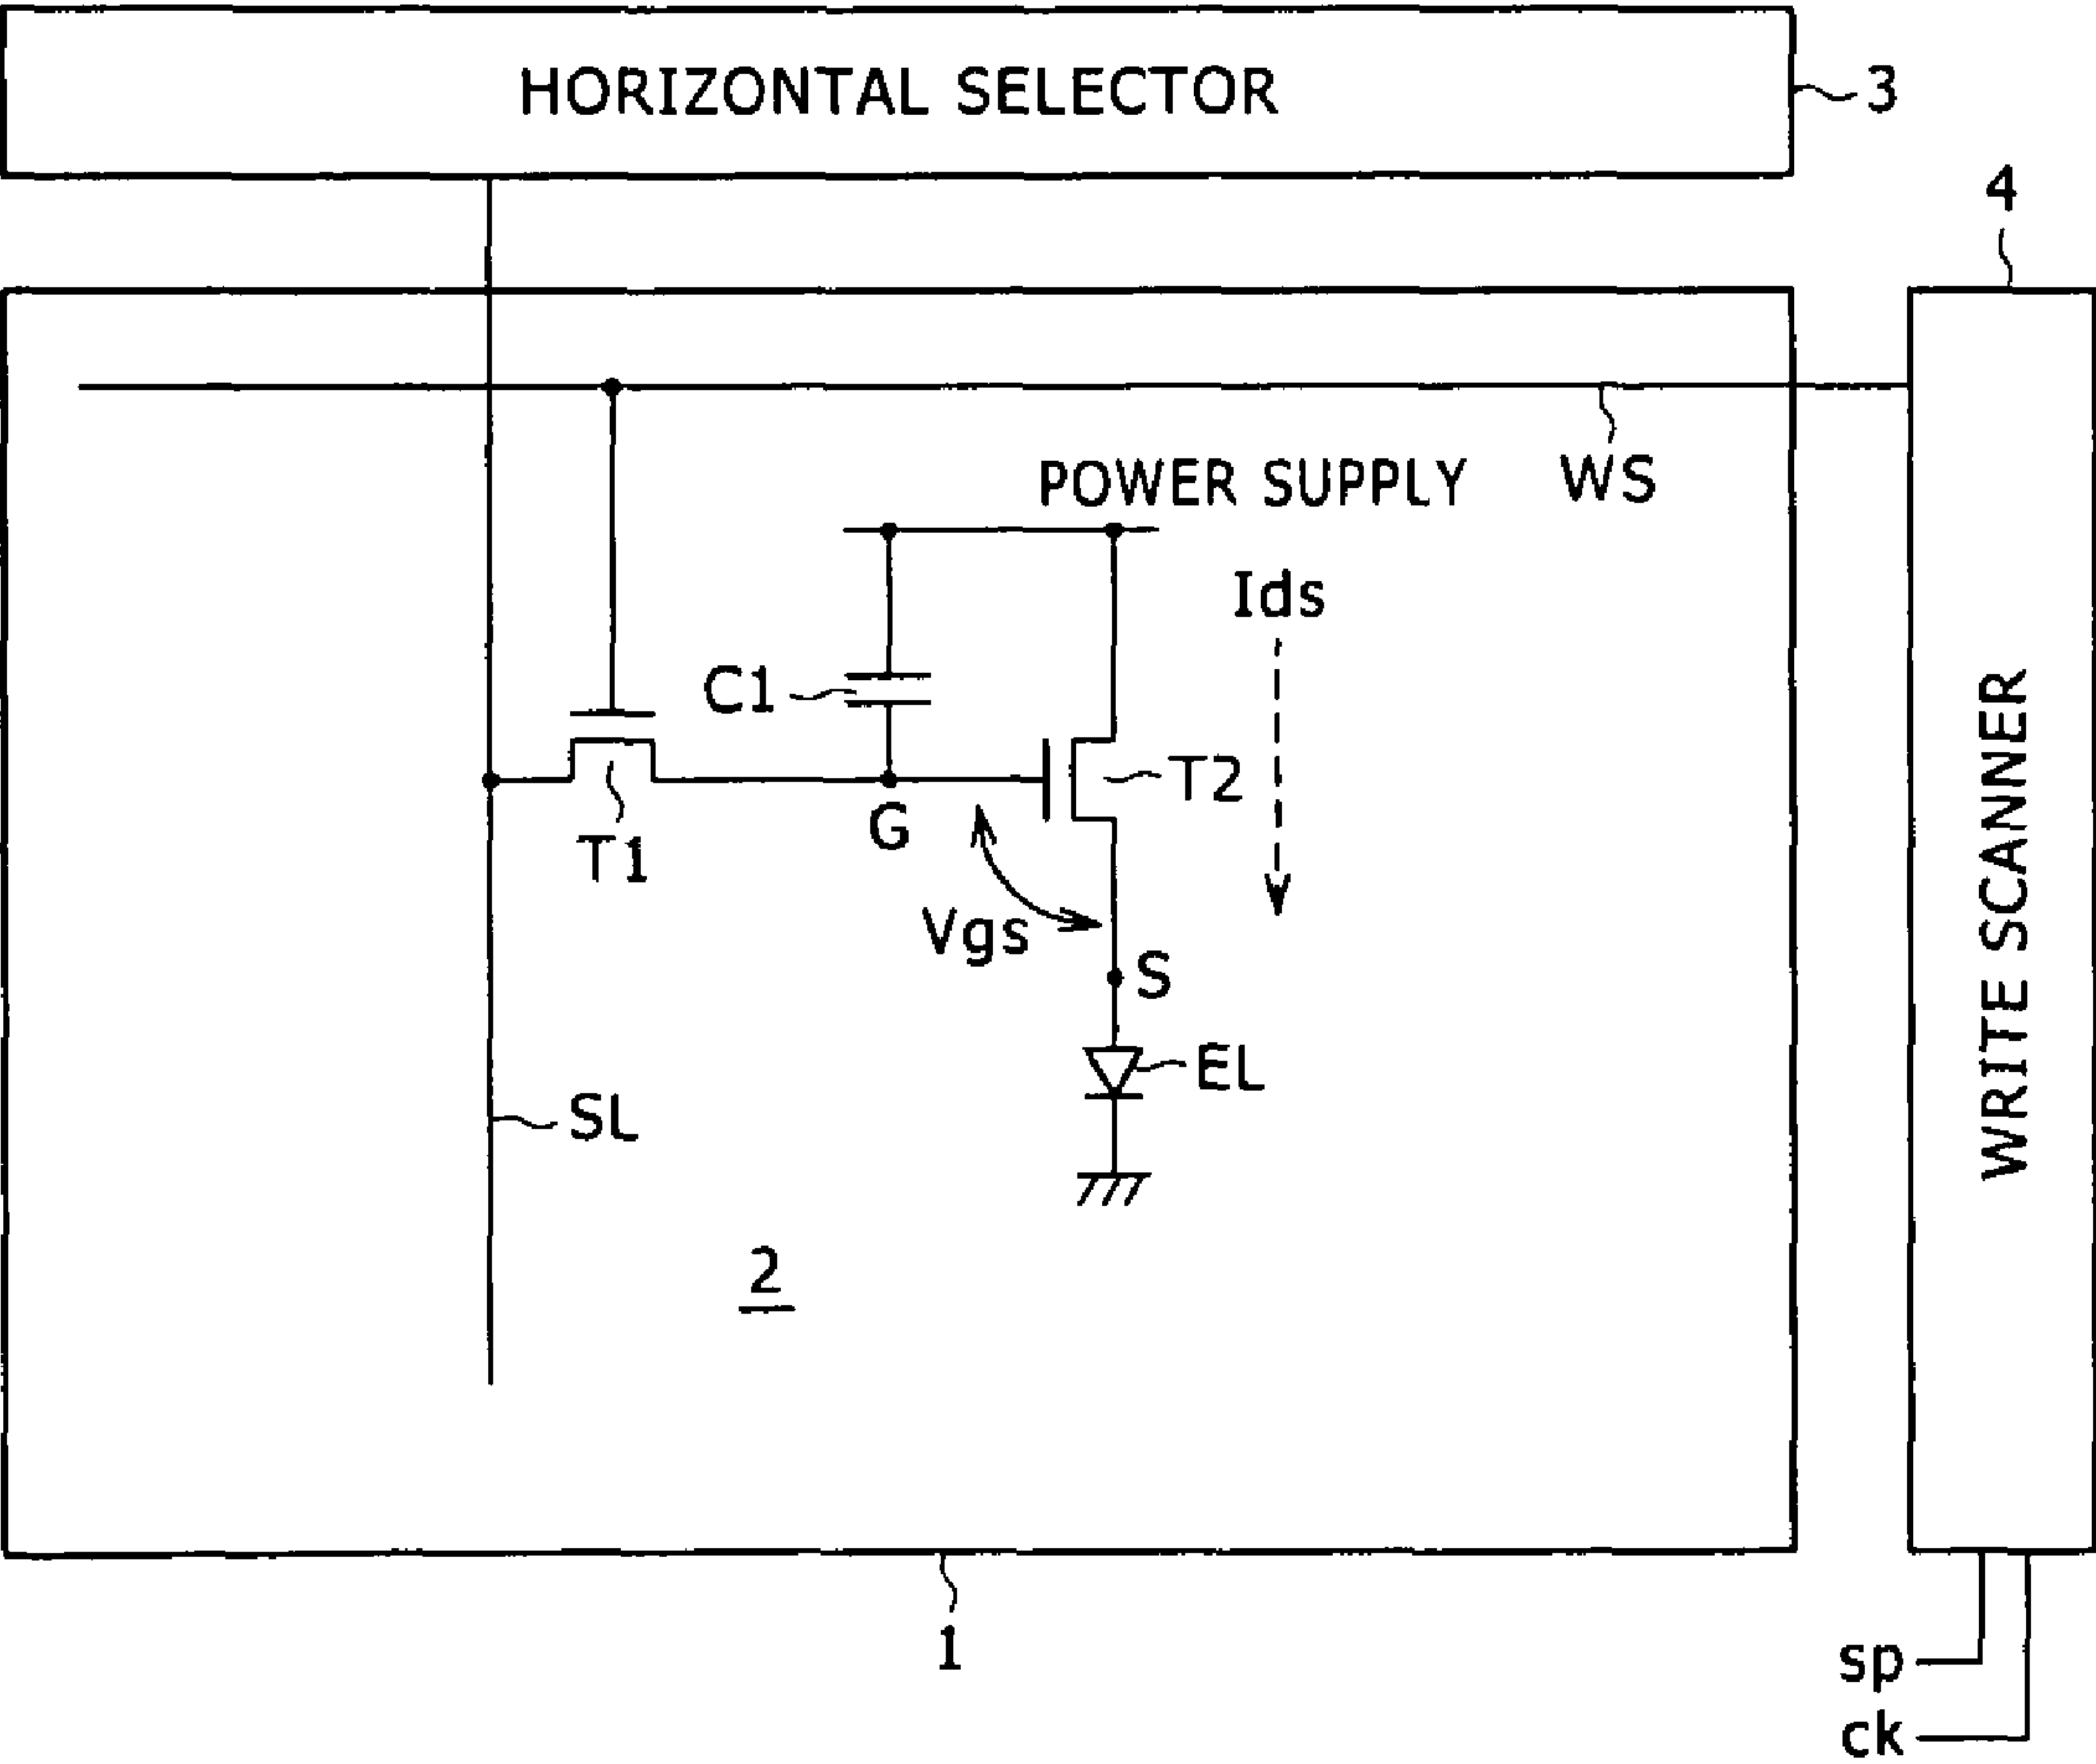 HORIZONTAL SELECTOR
3
4
POWER SUPPLY
WS
Ids
C1
T2
G
T1
Vgs
S
EL
SL
WRITE SCANNER
2
1
sp
ck